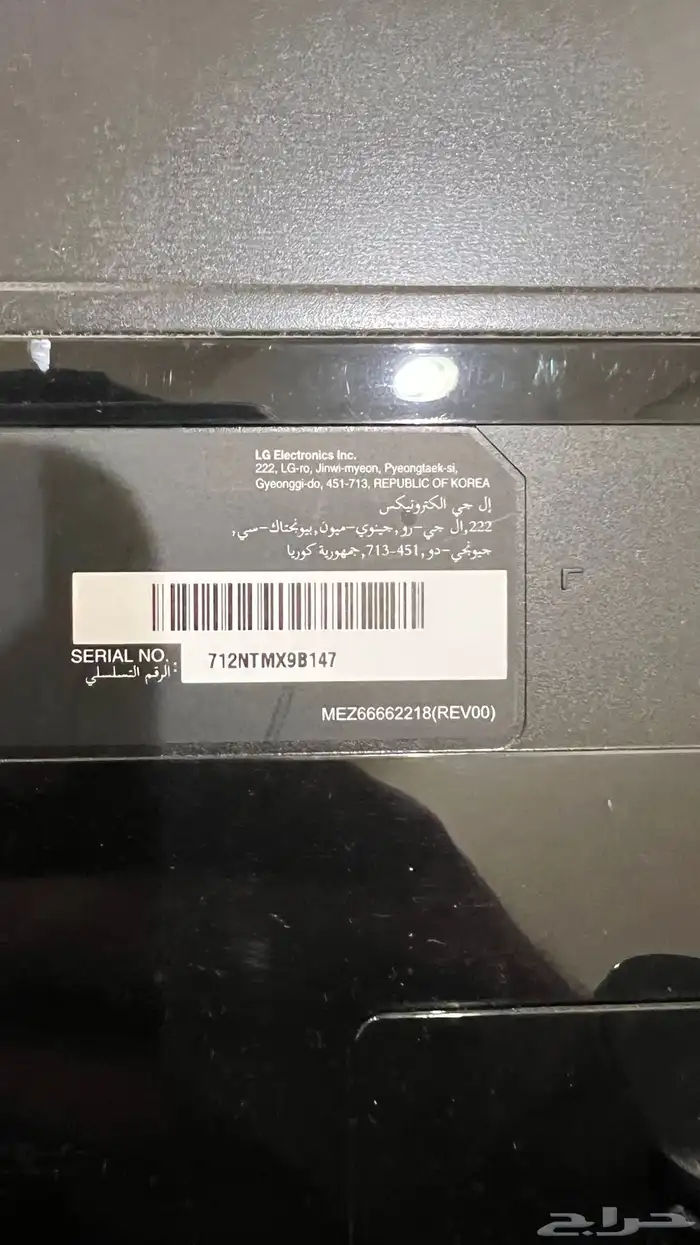 LG Electronics Inc.
222, LG-ro, Jinwi-myeon, Pyeongtaek-si,
Gyeonggi-do, 451-713, REPUBLIC OF KOREA
إل جي الكترونيكس
222,ال جي-رو,جينوي-ميون,بيونجتاك-سي,
جيونجي-دو,451-713,جمهورية كوريا
SERIAL NO. :
الرقم التسلسلي
712NTMX9B147
MEZ66662218(REV00)
حراج